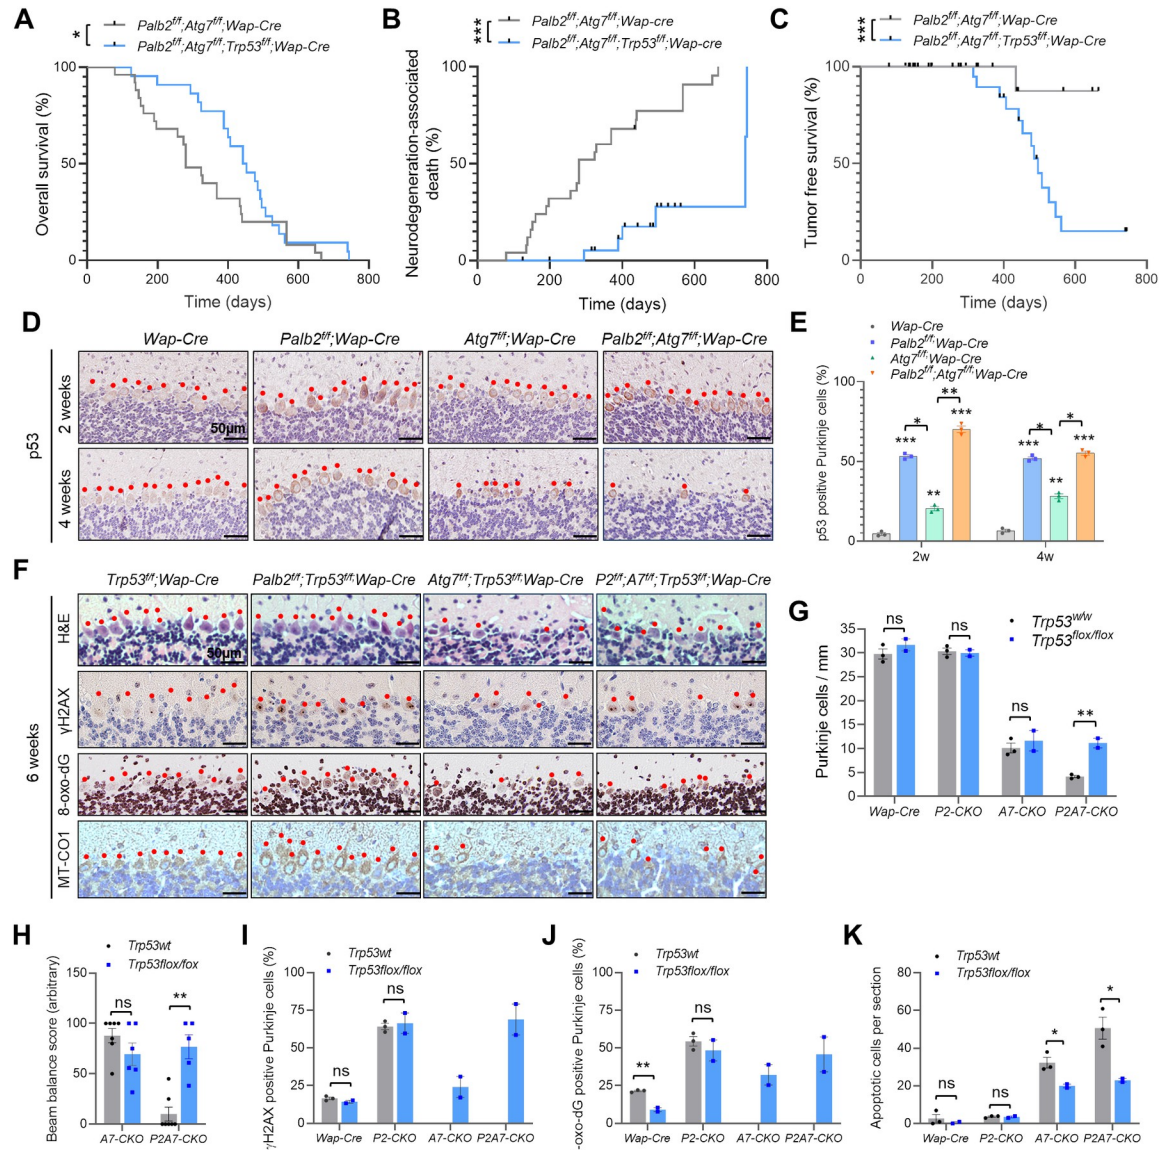 A
*
Palb2f/f;Atg7f/f;Wap-Cre
Palb2f/f;Atg7f/f;Trp53f/f;Wap-Cre
Overall survival (%)
100
50
0
0 200 400 600 800
Time (days)
B
***
Palb2f/f;Atg7f/f;Wap-cre
Palb2f/f;Atg7f/f;Trp53f/f;Wap-cre
Neurodegeneration-associated
death (%)
100
50
0
0 200 400 600 800
Time (days)
C
***
Palb2f/f;Atg7f/f;Wap-Cre
Palb2f/f;Atg7f/f;Trp53f/f;Wap-Cre
Tumor free survival (%)
100
50
0
0 200 400 600 800
Time (days)
D
Wap-Cre Palb2f/f;Wap-Cre Atg7f/f;Wap-Cre Palb2f/f;Atg7f/f;Wap-Cre
p53
2 weeks
50µm
4 weeks
E
Wap-Cre
Palb2f/f;Wap-Cre
Atg7f/f;Wap-Cre
Palb2f/f;Atg7f/f;Wap-Cre
p53 positive Purkinje cells (%)
100
50
0
*** * ** ** ***
*** * ** * ***
2w 4w
F
Trp53f/f;Wap-Cre Palb2f/f;Trp53f/f;Wap-Cre Atg7f/f;Trp53f/f;Wap-Cre P2f/f;A7f/f;Trp53f/f;Wap-Cre
6 weeks
H&E
50µm
γH2AX
8-oxo-dG
MT-CO1
G
Trp53w/w
Trp53flox/flox
Purkinje cells / mm
35
30
25
20
15
10
5
0
ns ns ns **
Wap-Cre P2-CKO A7-CKO P2A7-CKO
H
Trp53wt
Trp53flox/fox
Beam balance score (arbitrary)
150
100
50
0
ns **
A7-CKO P2A7-CKO
I
Trp53wt
Trp53flox/flox
γH2AX positive Purkinje cells (%)
100
75
50
25
0
ns ns
Wap-Cre P2-CKO A7-CKO P2A7-CKO
J
Trp53wt
Trp53flox/flox
-oxo-dG positive Purkinje cells (%)
100
75
50
25
0
** ns
Wap-Cre P2-CKO A7-CKO P2A7-CKO
K
Trp53wt
Trp53flox/flox
Apoptotic cells per section
80
60
40
20
0
ns ns * *
Wap-Cre P2-CKO A7-CKO P2A7-CKO